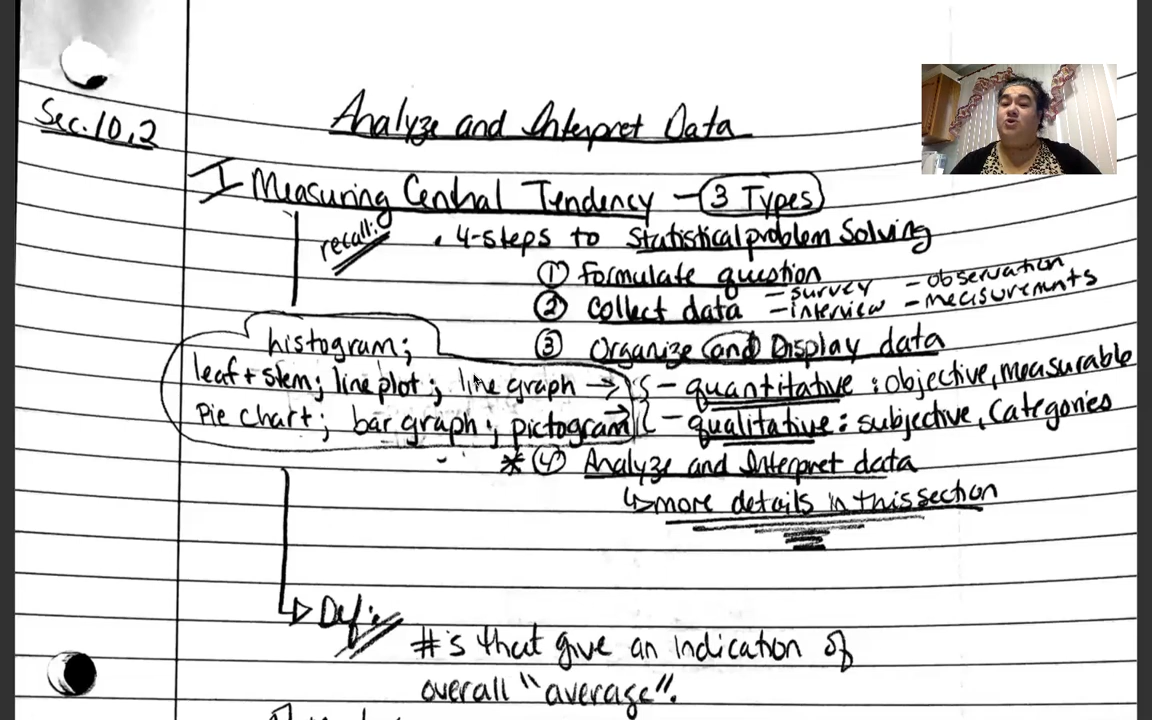 Sec. 10.2
Analyze and Interpret Data
I Measuring Central Tendency - 3 Types
recall:
• 4-steps to Statistical problem Solving
① Formulate question
② Collect data - survey - observation
- interview - measurements
③ Organize and Display data
histogram;
leaf + stem; line plot; line graph → - quantitative : objective, measurable
Pie chart; bar graph; pictogram → - qualitative : subjective, Categories
* ④ Analyze and Interpret data
↳ more details in this section
Def:
#s that give an indication of
overall "average".